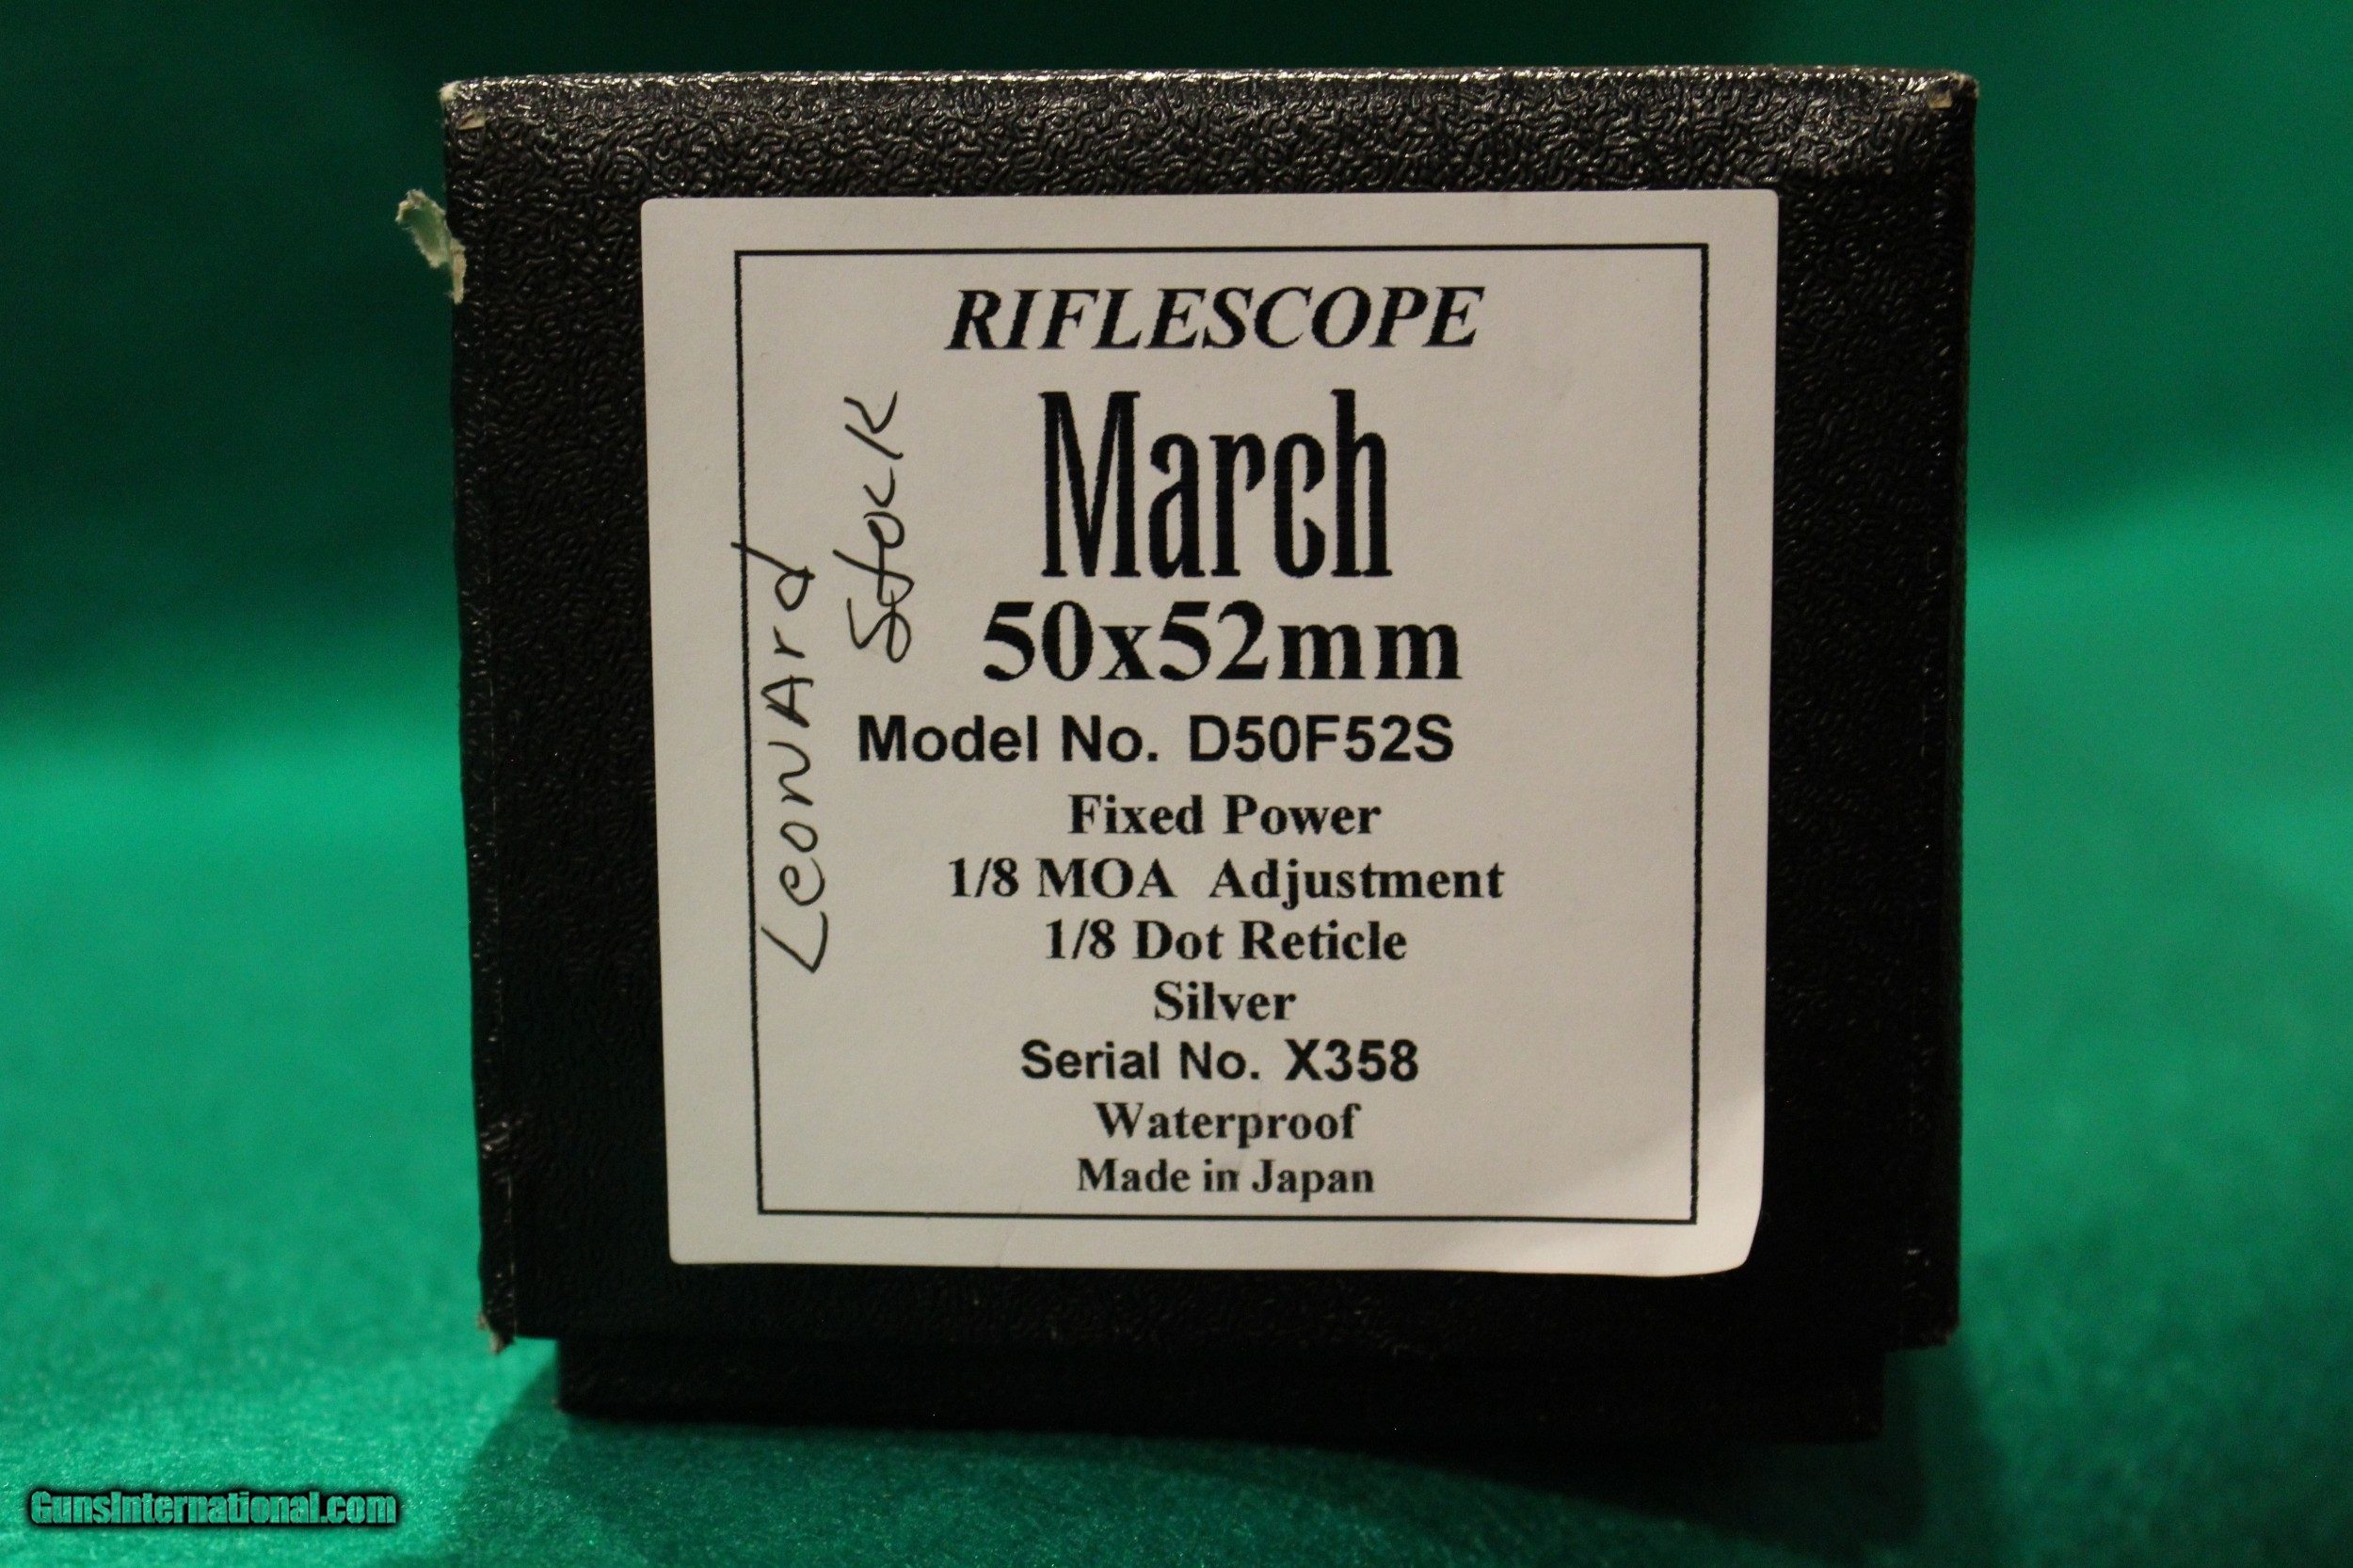 RIFLESCOPE
March
50x52mm
Model No. D50F52S
Fixed Power
1/8 MOA Adjustment
1/8 Dot Reticle
Silver
Serial No. X358
Waterproof
Made in Japan
LeonArd
Stock
GunsInternational.com